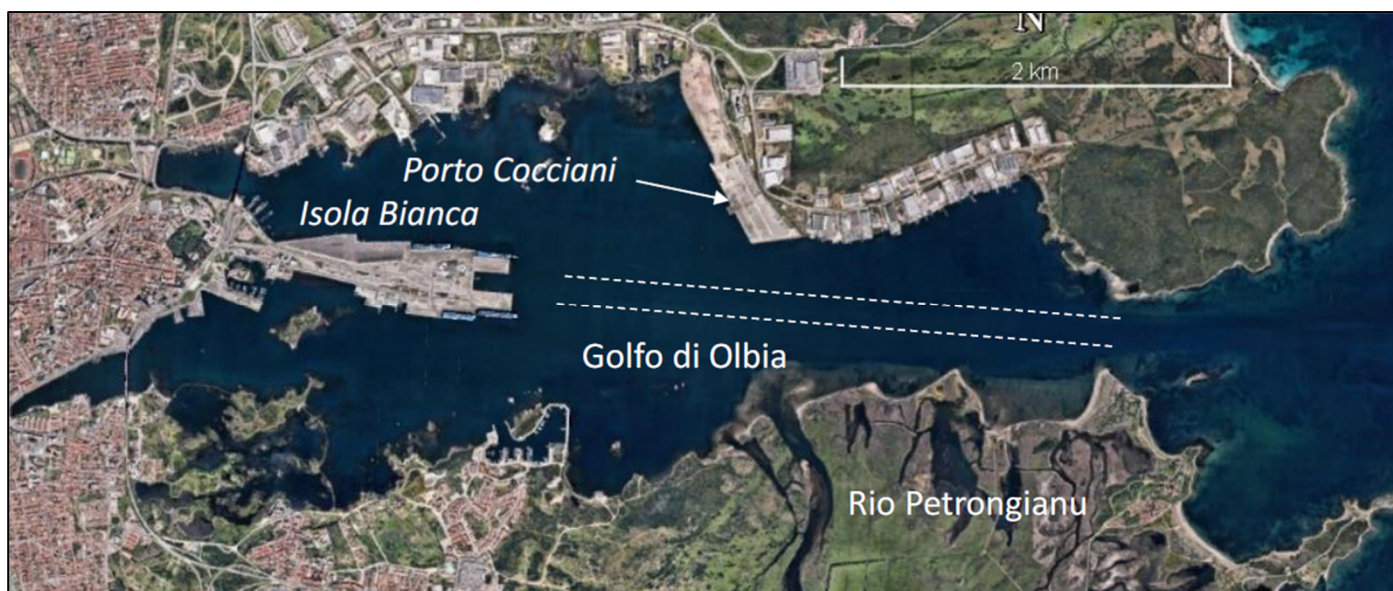 N
2 km
Porto Cocciani
Isola Bianca
Golfo di Olbia
Rio Petrongianu